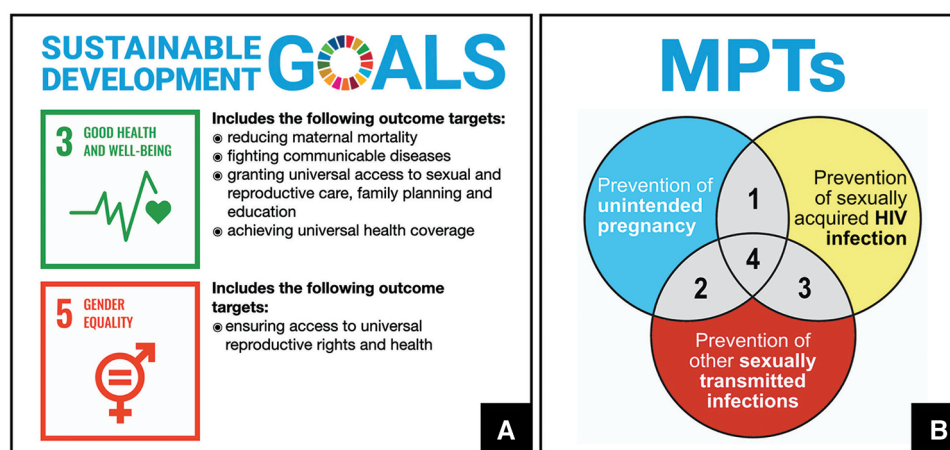 SUSTAINABLE
DEVELOPMENT
GOALS
3 GOOD HEALTH
AND WELL-BEING
Includes the following outcome targets:
reducing maternal mortality
fighting communicable diseases
granting universal access to sexual and
reproductive care, family planning and
education
achieving universal health coverage
5 GENDER
EQUALITY
Includes the following outcome
targets:
ensuring access to universal
reproductive rights and health
A
MPTs
Prevention of
unintended
pregnancy
1
Prevention
of sexually
acquired HIV
infection
4
2
3
Prevention of
other sexually
transmitted
infections
B